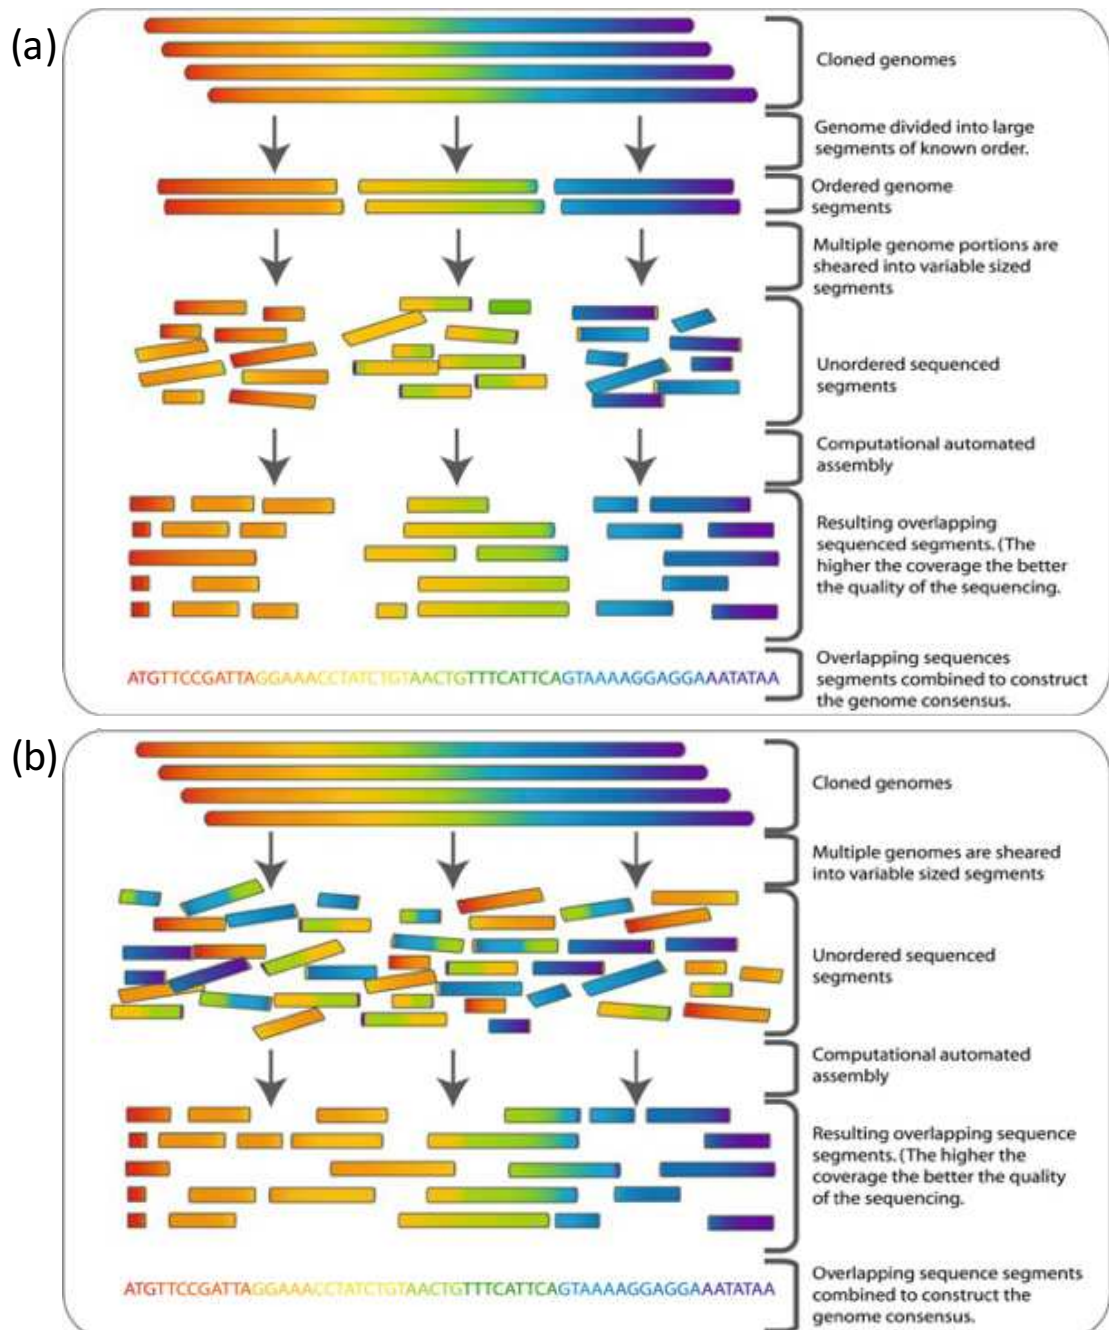 (a)
Cloned genomes
Genome divided into large
segments of known order.
Ordered genome
segments
Multiple genome portions are
sheared into variable sized
segments
Unordered sequenced
segments
Computational automated
assembly
Resulting overlapping
sequenced segments. (The
higher the coverage the better
the quality of the sequencing.
ATGTTCCGATTAGGAAACCTATCTGTAACTGTTTCATTCAGTAAAAGGAGGAAATATAA
Overlapping sequences
segments combined to construct
the genome consensus.
(b)
Cloned genomes
Multiple genomes are sheared
into variable sized segments
Unordered sequenced
segments
Computational automated
assembly
Resulting overlapping sequence
segments. (The higher the
coverage the better the quality
of the sequencing.
ATGTTCCGATTAGGAAACCTATCTGTAACTGTTTCATTCAGTAAAAGGAGGAAATATAA
Overlapping sequence segments
combined to construct the
genome consensus.